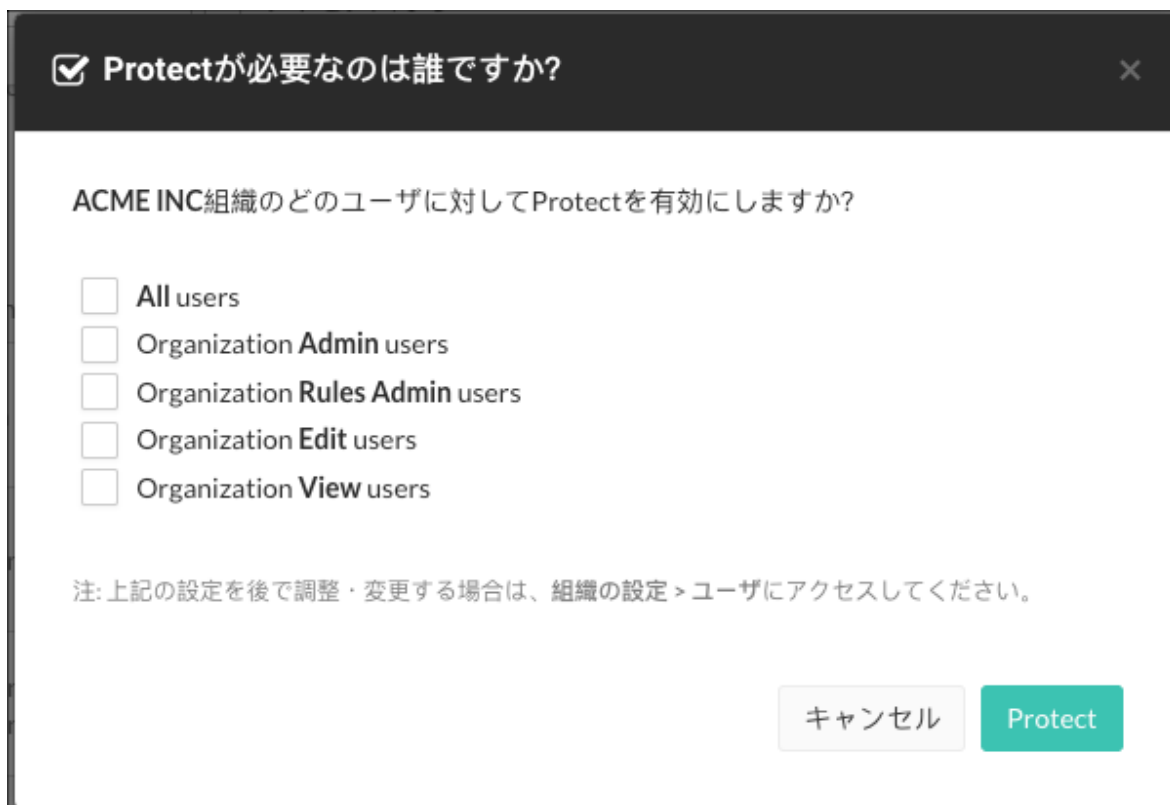 Protectが必要なのは誰ですか?
ACME INC組織のどのユーザに対してProtectを有効にしますか?
All users
Organization Admin users
Organization Rules Admin users
Organization Edit users
Organization View users
注: 上記の設定を後で調整・変更する場合は、組織の設定 > ユーザにアクセスしてください。
キャンセル
Protect